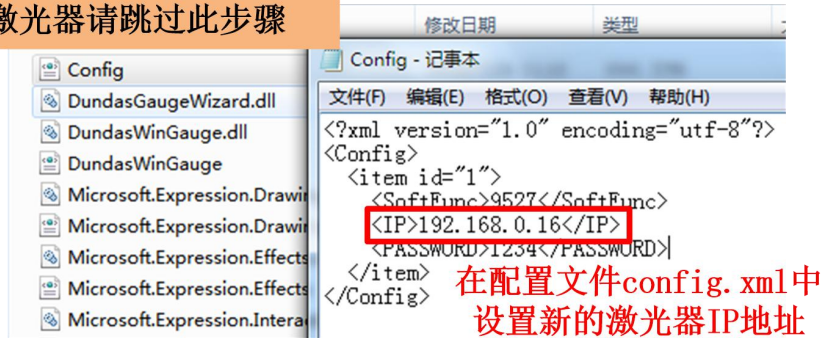 激光器请跳过此步骤
修改日期 类型
Config
DundasGaugeWizard.dll
DundasWinGauge.dll
DundasWinGauge
Microsoft.Expression.Drawi
Microsoft.Expression.Drawi
Microsoft.Expression.Effects
Microsoft.Expression.Effects
Microsoft.Expression.Intera
Config - 记事本
文件(F) 编辑(E) 格式(O) 查看(V) 帮助(H)
<?xml version="1.0" encoding="utf-8"?>
<Config>
<item id="1">
<SoftFunc>9527</SoftFunc>
<IP>192.168.0.16</IP>
<PASSWORD>1234</PASSWORD>
</item>
</Config>
在配置文件config.xml中
设置新的激光器IP地址